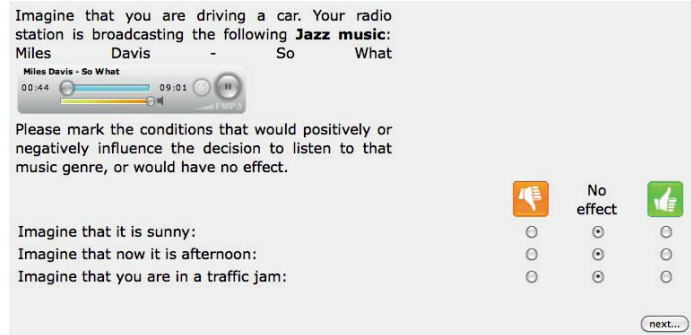 Imagine that you are driving a car. Your radio
station is broadcasting the following Jazz music:
Miles Davis - So What
Miles Davis - So What
00:44 09:01
FMP3
Please mark the conditions that would positively or
negatively influence the decision to listen to that
music genre, or would have no effect.
No
effect
Imagine that it is sunny:
Imagine that now it is afternoon:
Imagine that you are in a traffic jam:
next...